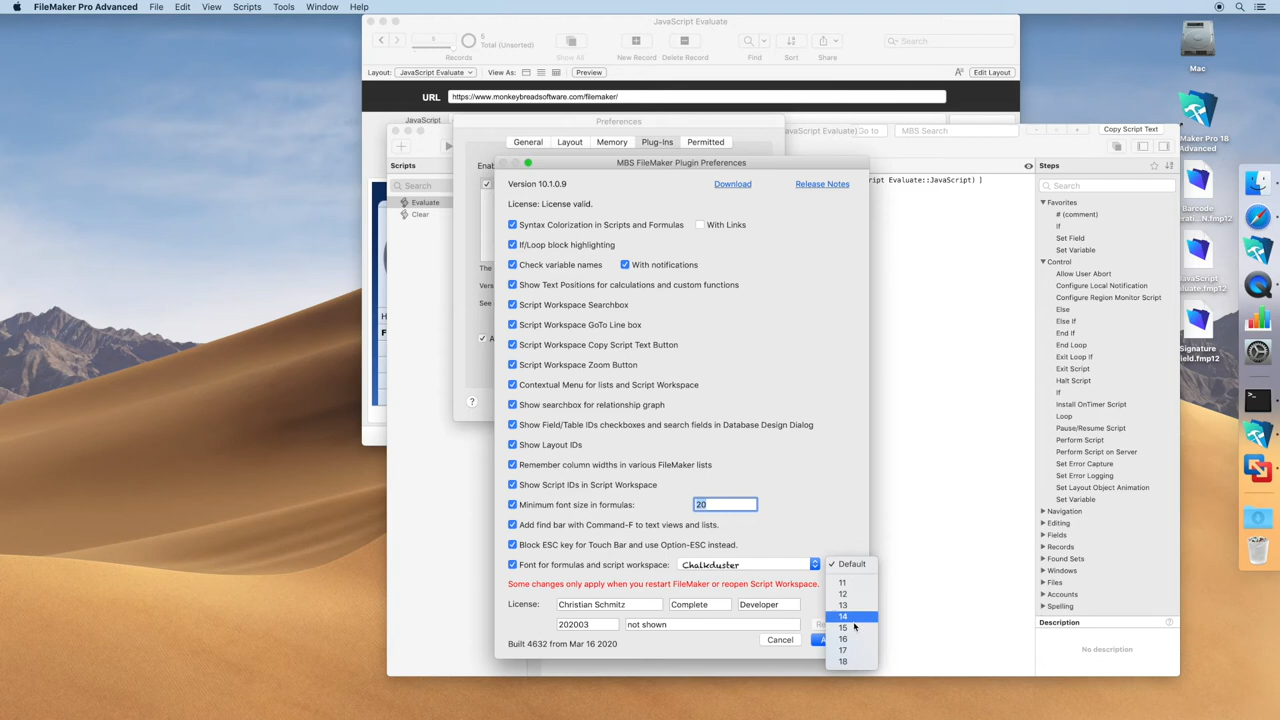 FileMaker Pro Advanced File Edit View Scripts Tools Window Help
JavaScript Evaluate
5
Total (Unsorted)
Records Show All New Record Delete Record Find Sort Share
Search
Layout: JavaScript Evaluate View As: Preview Edit Layout
URL https://www.monkeybreadsoftware.com/filemaker/
JavaScript
Preferences
General Layout Memory Plug-Ins Permitted
MBS Search
Copy Script Text
Scripts
Search
Evaluate
Clear
MBS FileMaker Plugin Preferences
Version 10.1.0.9 Download Release Notes
License: License valid.
Syntax Colorization in Scripts and Formulas With Links
If/Loop block highlighting
Check variable names With notifications
Show Text Positions for calculations and custom functions
Script Workspace Searchbox
Script Workspace GoTo Line box
Script Workspace Copy Script Text Button
Script Workspace Zoom Button
Contextual Menu for lists and Script Workspace
Show searchbox for relationship graph
Show Field/Table IDs checkboxes and search fields in Database Design Dialog
Show Layout IDs
Remember column widths in various FileMaker lists
Show Script IDs in Script Workspace
Minimum font size in formulas: 20
Add find bar with Command-F to text views and lists.
Block ESC key for Touch Bar and use Option-ESC instead.
Font for formulas and script workspace: Chalkduster
Some changes only apply when you restart FileMaker or reopen Script Workspace.
License: Christian Schmitz Complete Developer
202003 not shown
Built 4632 from Mar 16 2020
Cancel
Default
11
12
13
14
15
16
17
18
Evaluate::JavaScript) ]
Steps
Search
Favorites
# (comment)
If
Set Field
Set Variable
Control
Allow User Abort
Configure Local Notification
Configure Region Monitor Script
Else
Else If
End If
End Loop
Exit Loop If
Exit Script
Halt Script
If
Install OnTimer Script
Loop
Pause/Resume Script
Perform Script
Perform Script on Server
Set Error Capture
Set Error Logging
Set Layout Object Animation
Set Variable
Navigation
Editing
Fields
Records
Found Sets
Windows
Files
Accounts
Spelling
Description
No description
Mac
Maker Pro 18
Advanced
Barcode